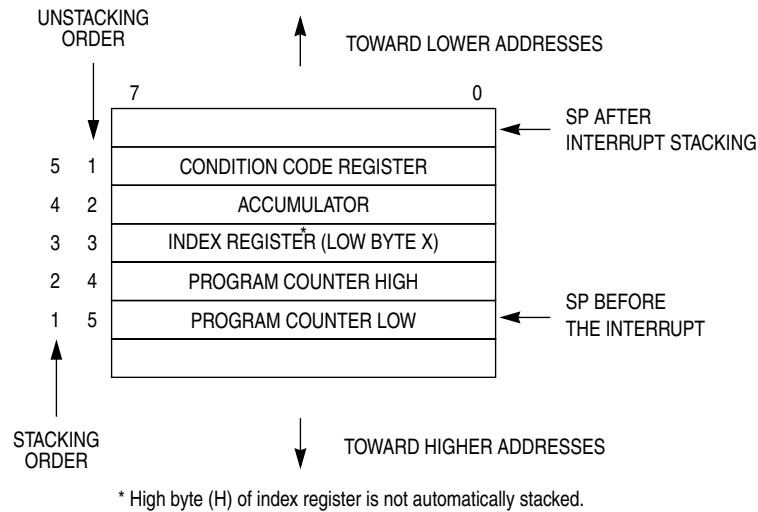 UNSTACKING
ORDER
TOWARD LOWER ADDRESSES
7 0
SP AFTER
INTERRUPT STACKING
5 1 CONDITION CODE REGISTER
4 2 ACCUMULATOR
3 3 INDEX REGISTER (LOW BYTE X)*
2 4 PROGRAM COUNTER HIGH
1 5 PROGRAM COUNTER LOW
SP BEFORE
THE INTERRUPT
STACKING
ORDER
TOWARD HIGHER ADDRESSES
* High byte (H) of index register is not automatically stacked.